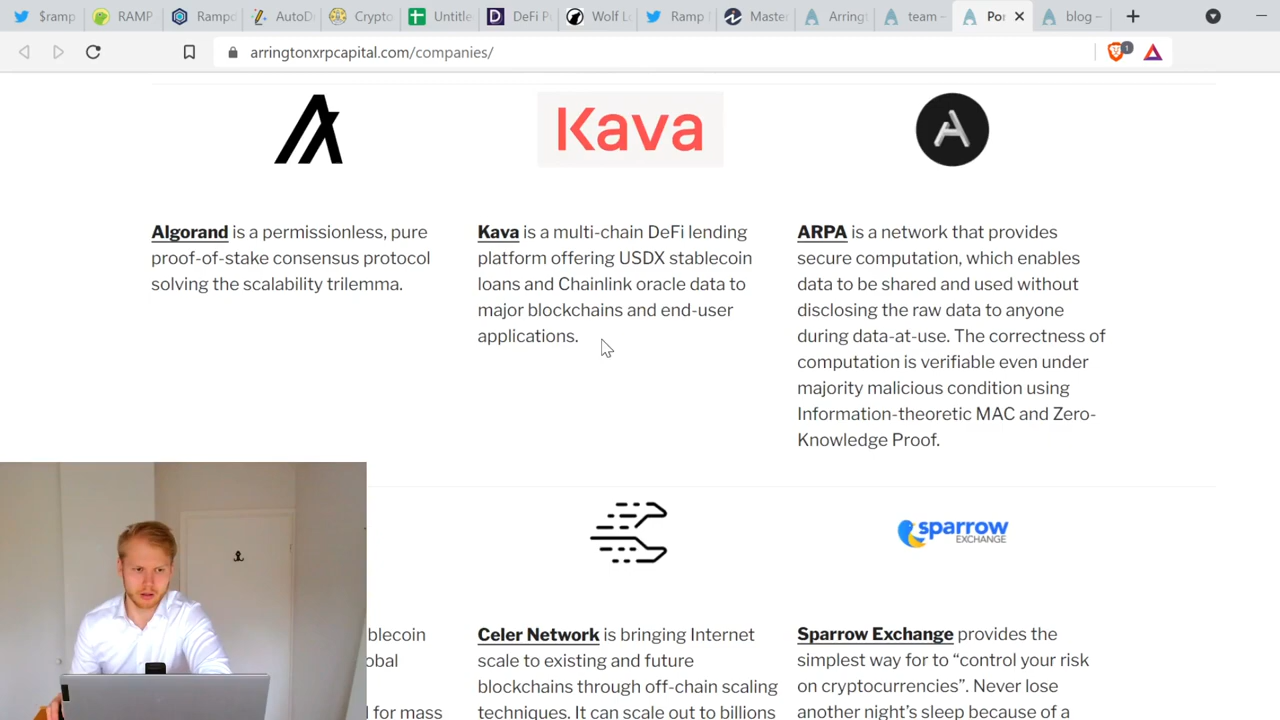 $ramp
RAMP
Rampd
AutoD
Crypto
Untitle
DeFi P
Wolf L
Ramp
Master
Arringt
team –
Por
blog –
arringtonxrpcapital.com/companies/
1
Kava
Algorand is a permissionless, pure
proof-of-stake consensus protocol
solving the scalability trilemma.
Kava is a multi-chain DeFi lending
platform offering USDX stablecoin
loans and Chainlink oracle data to
major blockchains and end-user
applications.
ARPA is a network that provides
secure computation, which enables
data to be shared and used without
disclosing the raw data to anyone
during data-at-use. The correctness of
computation is verifiable even under
majority malicious condition using
Information-theoretic MAC and Zero-
Knowledge Proof.
sparrow
EXCHANGE
blecoin
obal
d for mass
Celer Network is bringing Internet
scale to existing and future
blockchains through off-chain scaling
techniques. It can scale out to billions
Sparrow Exchange provides the
simplest way for to “control your risk
on cryptocurrencies”. Never lose
another night’s sleep because of a